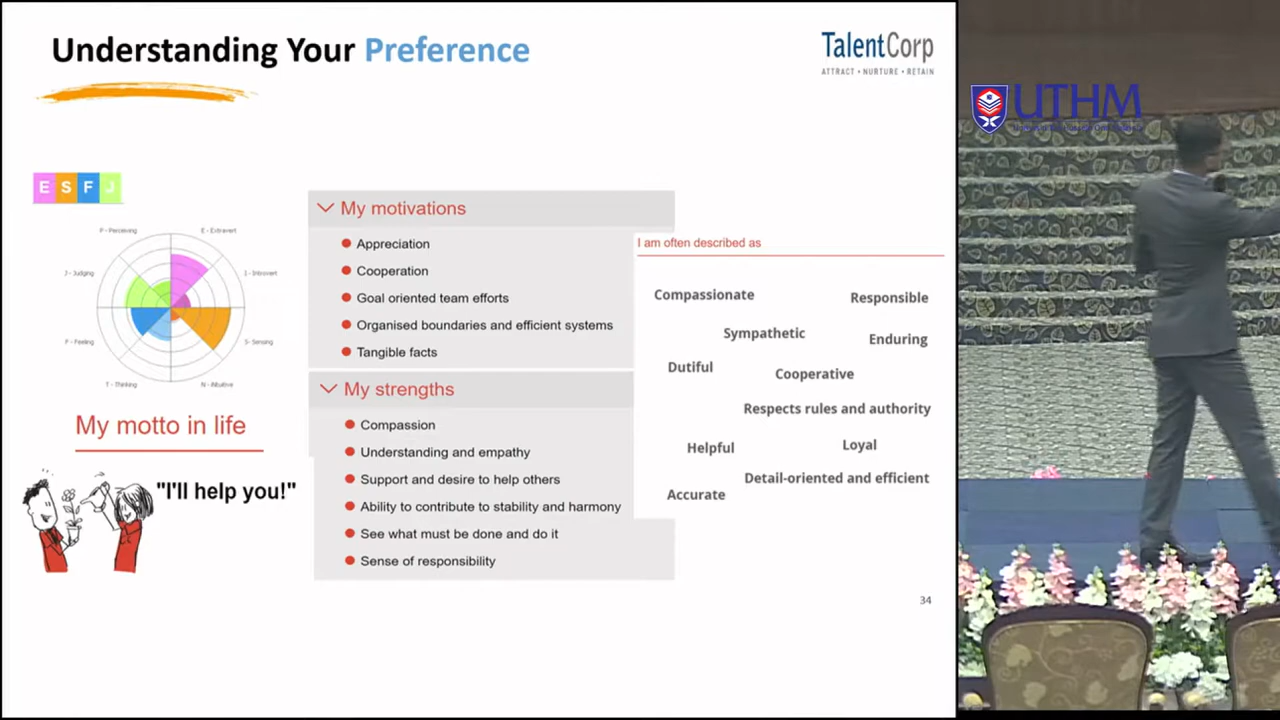 Understanding Your Preference
TalentCorp
ATTRACT • NURTURE • RETAIN
UTHM
E S F J
P - Perceiving
E - Extravert
J - Judging
I - Introvert
F - Feeling
S - Sensing
T - Thinking
N - iNtuitive
My motto in life
"I'll help you!"
My motivations
Appreciation
Cooperation
Goal oriented team efforts
Organised boundaries and efficient systems
Tangible facts
My strengths
Compassion
Understanding and empathy
Support and desire to help others
Ability to contribute to stability and harmony
See what must be done and do it
Sense of responsibility
I am often described as
Compassionate
Responsible
Sympathetic
Enduring
Dutiful
Cooperative
Respects rules and authority
Helpful
Loyal
Detail-oriented and efficient
Accurate
34